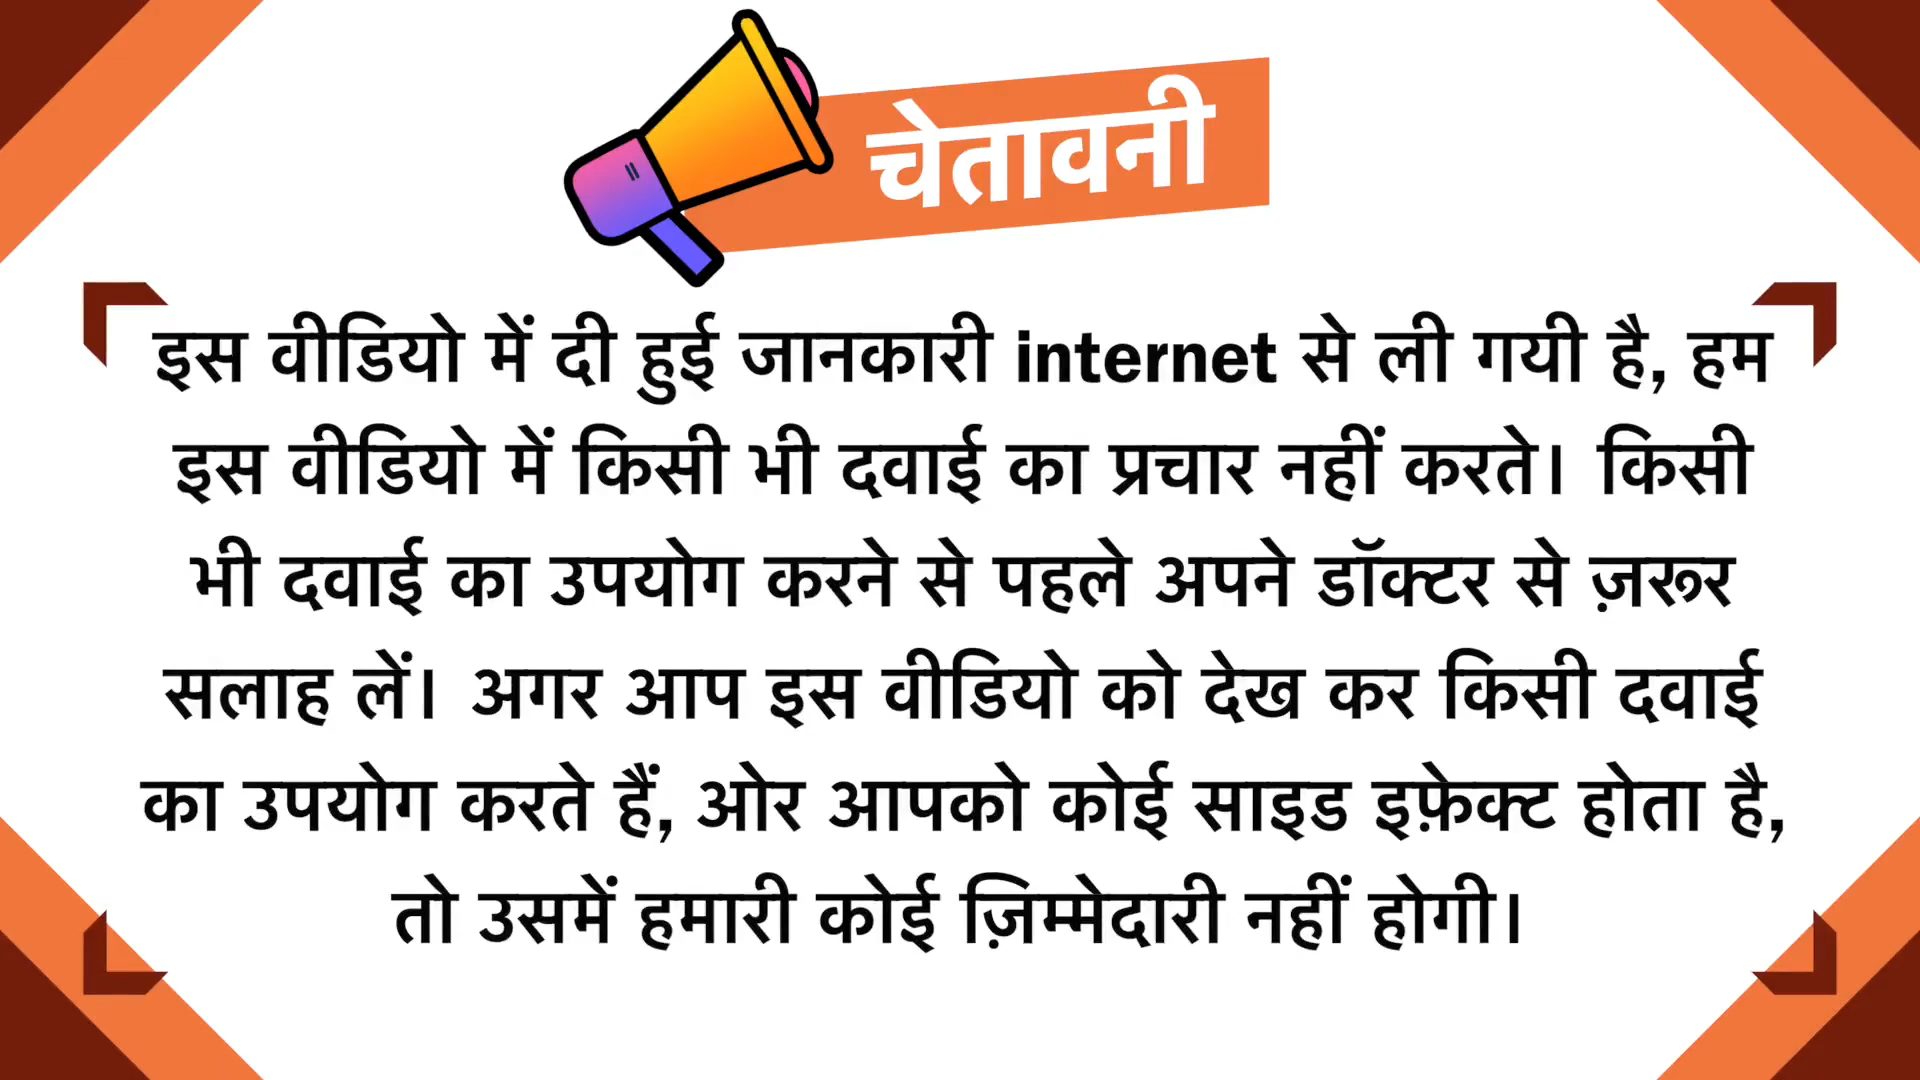 चेतावनी
इस वीडियो में दी हुई जानकारी internet से ली गयी है, हम
इस वीडियो में किसी भी दवाई का प्रचार नहीं करते। किसी
भी दवाई का उपयोग करने से पहले अपने डॉक्टर से ज़रूर
सलाह लें। अगर आप इस वीडियो को देख कर किसी दवाई
का उपयोग करते हैं, ओर आपको कोई साइड इफ़ेक्ट होता है,
तो उसमें हमारी कोई ज़िम्मेदारी नहीं होगी।